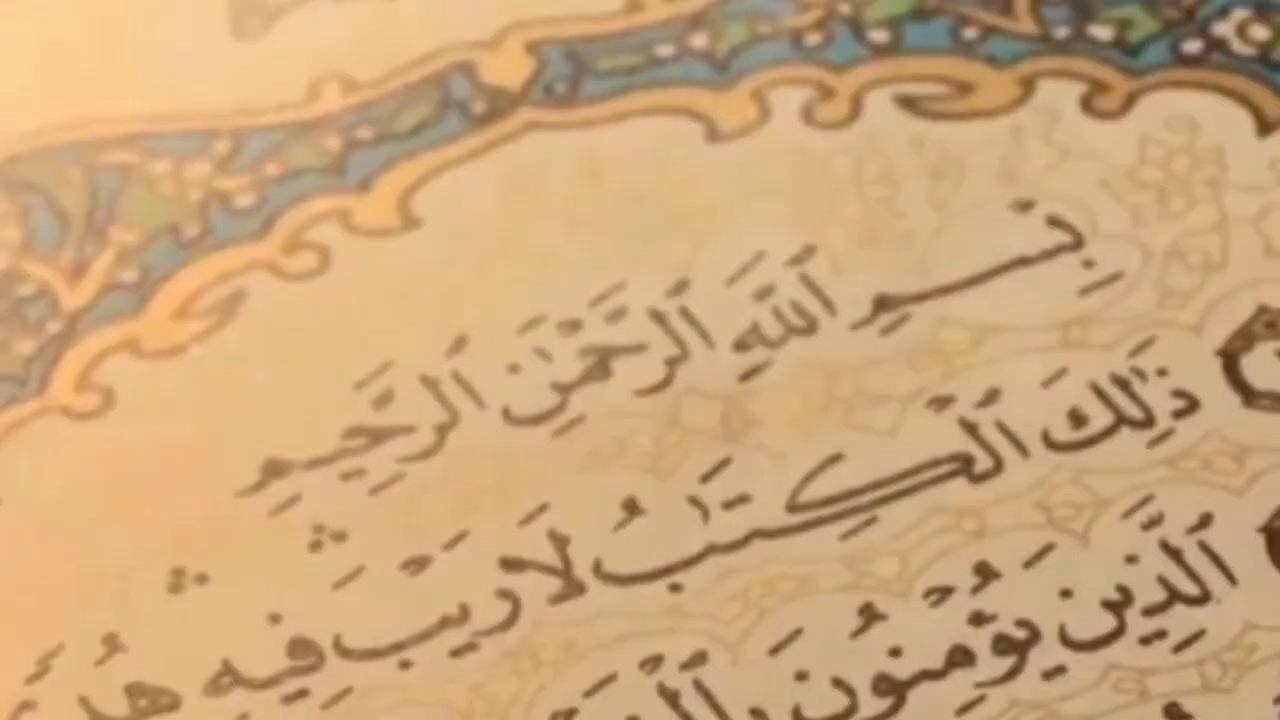 بِسْمِ ٱللَّهِ ٱلرَّحْمَٰنِ ٱلرَّحِيمِ
ذَٰلِكَ ٱلْكِتَٰبُ لَا رَيْبَ ۛ فِيهِ ۛ هُدًى
ٱلَّذِينَ يُؤْمِنُونَ